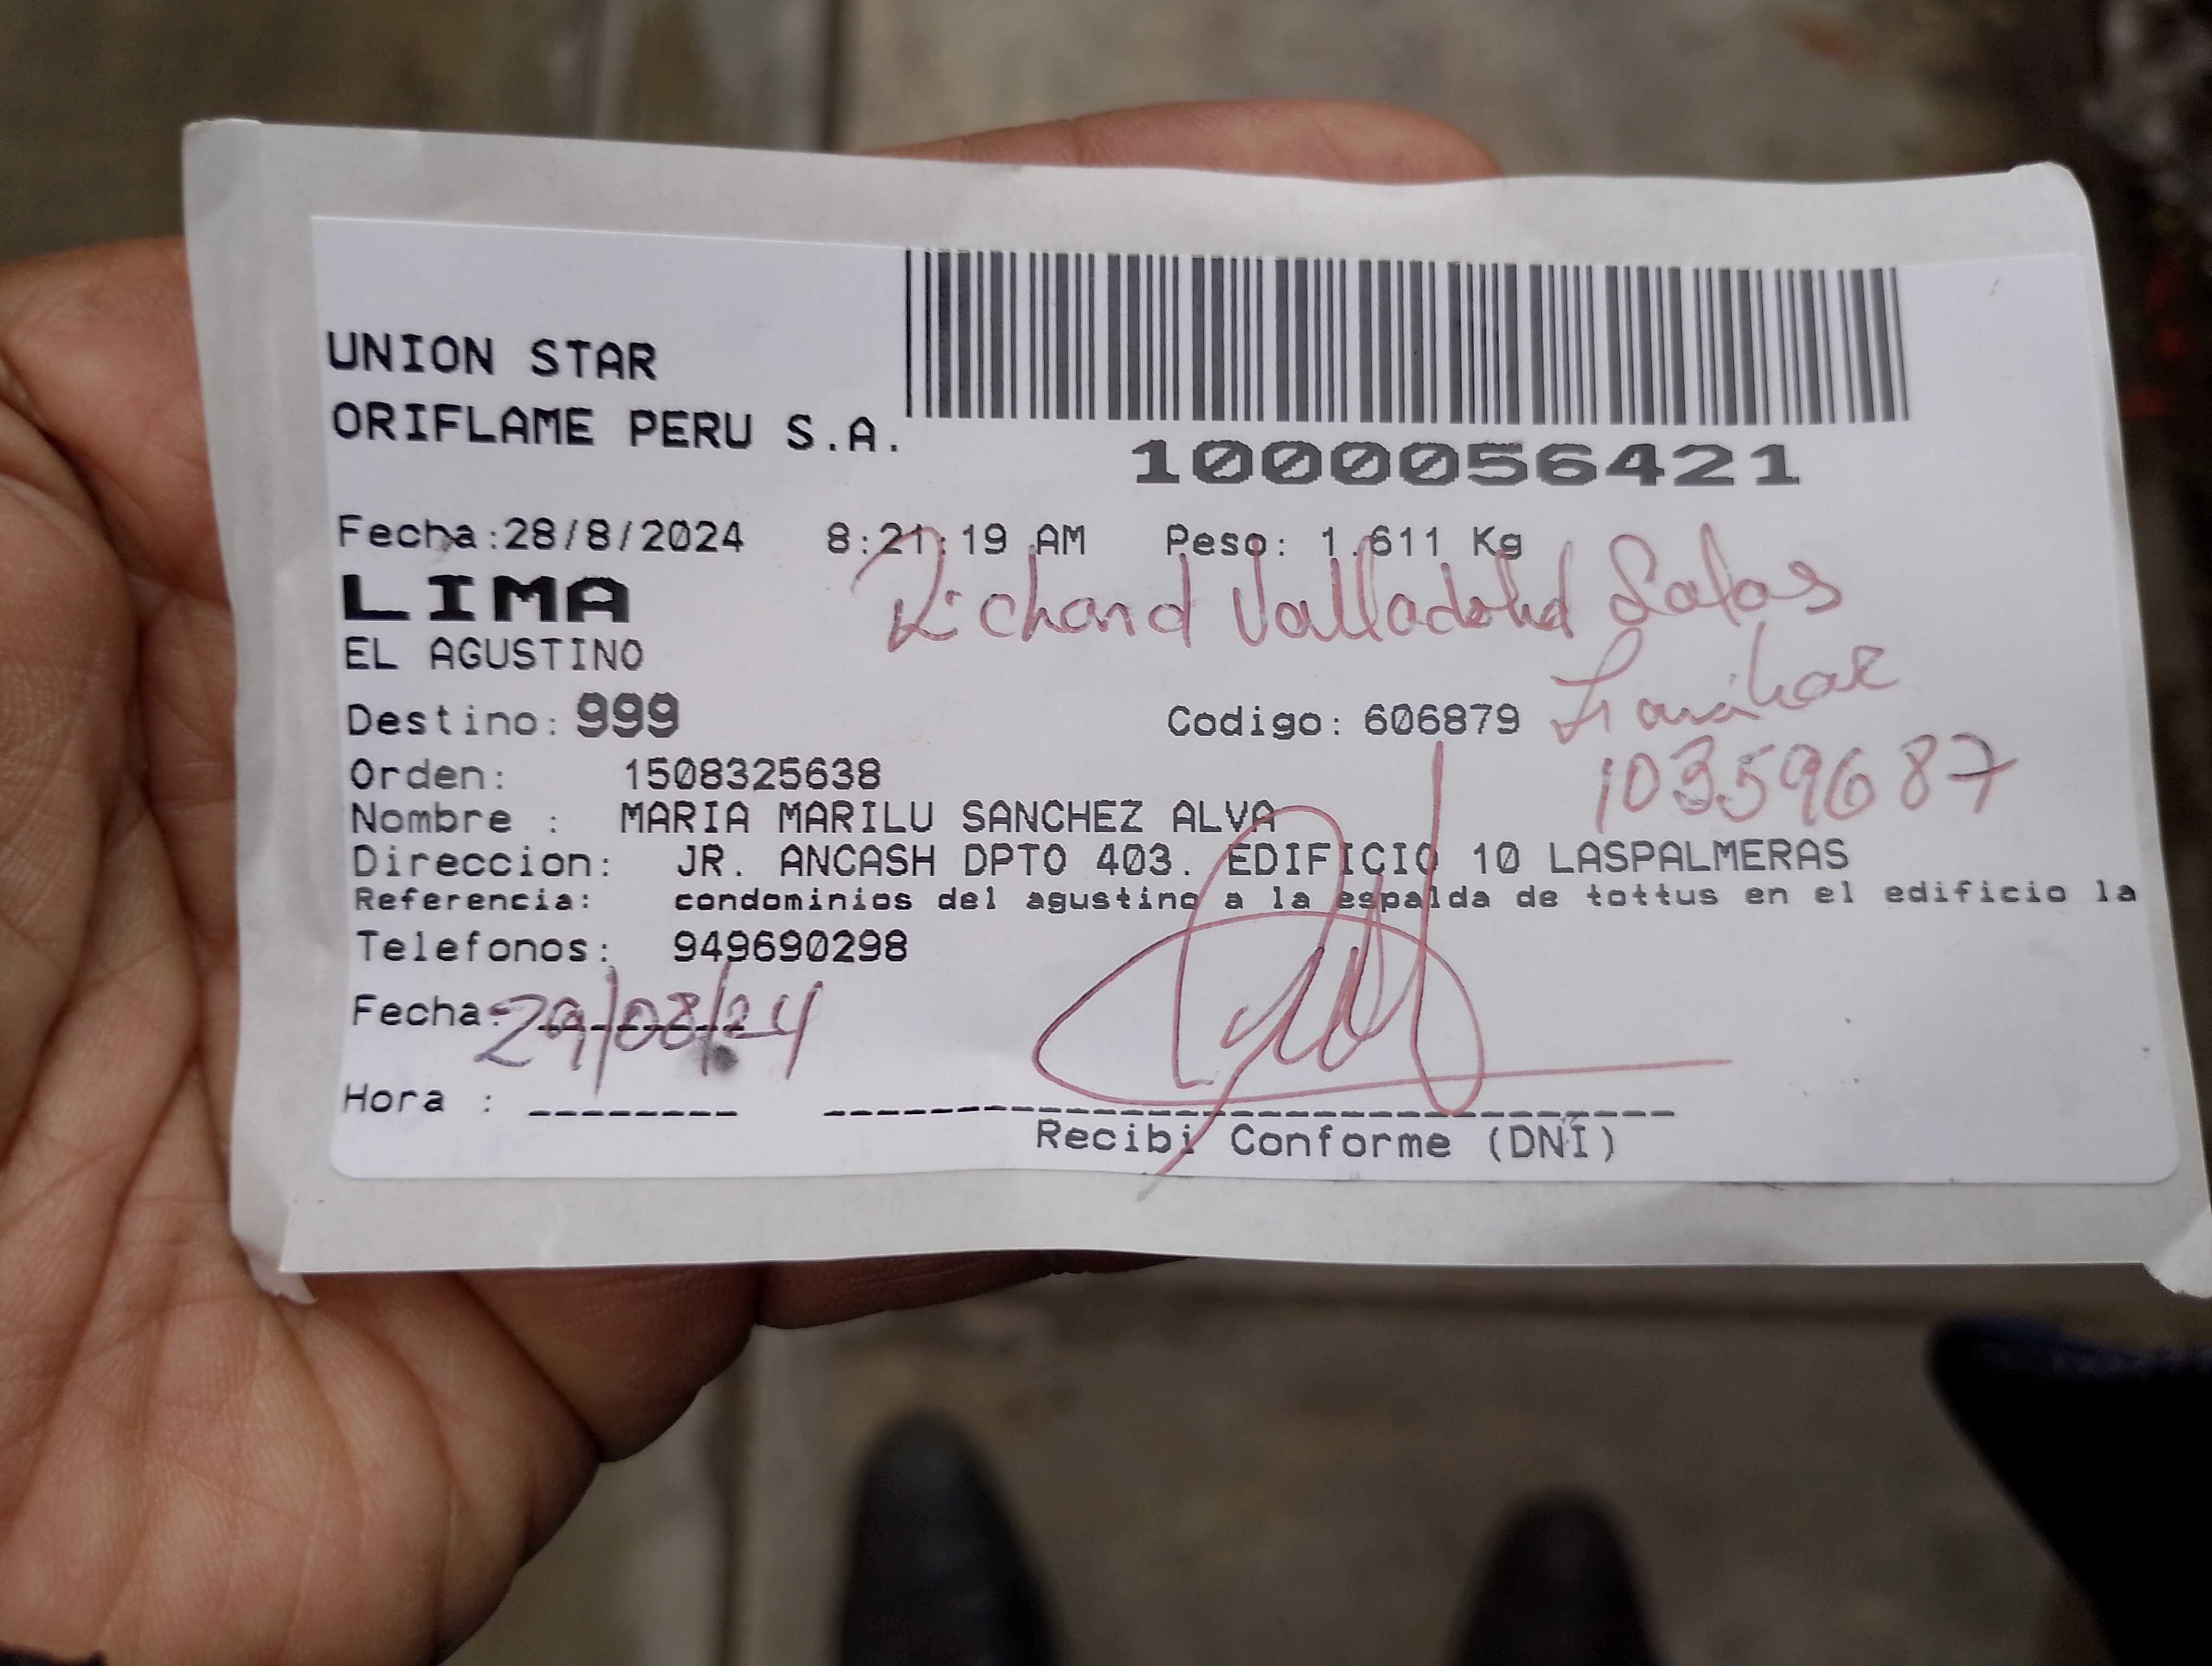 UNION STAR
ORIFLAME PERU S.A.
1000056421
Fecha:28/8/2024 8:21:19 AM Peso: 1.611 Kg
LIMA
Richard Valladolid Salas
EL AGUSTINO
Familiar
Destino: 999 Codigo: 606879
10359687
Orden: 1508325638
Nombre : MARIA MARILU SANCHEZ ALVA
Direccion: JR. ANCASH DPTO 403. EDIFICIO 10 LASPALMERAS
Referencia: condominios del agustino a la espalda de tottus en el edificio la
Telefonos: 949690298
Fecha: 29/08/24
Hora : 
Recibi Conforme (DNI)